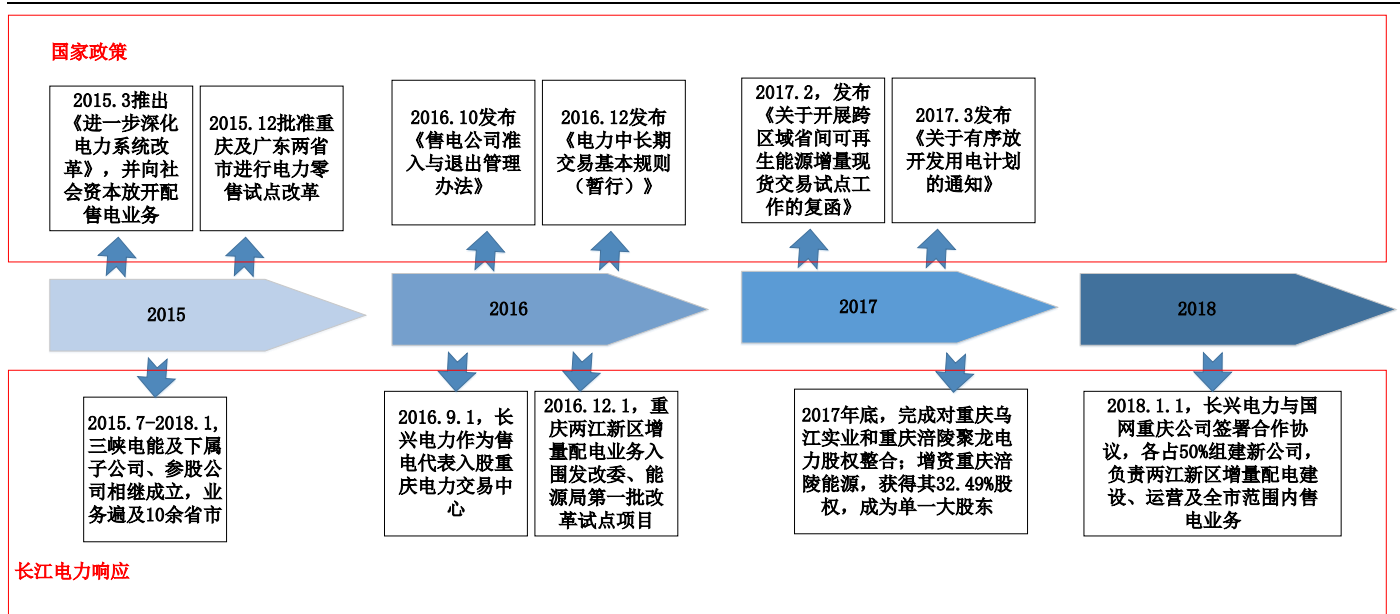 国家政策
2015.3推出
《进一步深化
电力系统改
革》，并向社
会资本放开配
售电业务
2015.12批准重
庆及广东两省
市进行电力零
售试点改革
2016.10发布
《售电公司准
入与退出管理
办法》
2016.12发布
《电力中长期
交易基本规则
（暂行）》
2017.2，发布
《关于开展跨
区域省间可再
生能源增量现
货交易试点工
作的复函》
2017.3发布
《关于有序放
开发用电计划
的通知》
2015
2016
2017
2018
2015.7-2018.1，
三峡电能及下属
子公司、参股公
司相继成立，业
务遍及10余省市
2016.9.1，长
兴电力作为售
电代表入股重
庆电力交易中
心
2016.12.1，重
庆两江新区增
量配电业务入
围发改委、能
源局第一批改
革试点项目
2017年底，完成对重庆乌
江实业和重庆涪陵聚龙电
力股权整合；增资重庆涪
陵能源，获得其32.49%股
权，成为单一大股东
2018.1.1，长兴电力与国
网重庆公司签署合作协
议，各占50%组建新公司，
负责两江新区增量配电建
设、运营及全市范围内售
电业务
长江电力响应